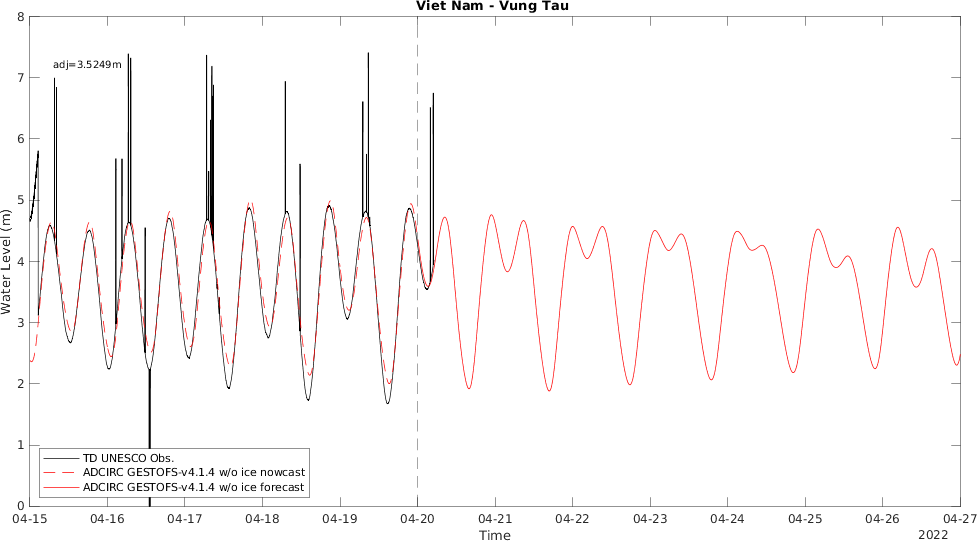 Viet Nam - Vung Tau
adj=3.5249m
Water Level (m)
8
7
6
5
4
3
2
1
0
TD UNESCO Obs.
ADCIRC GESTOFS-v4.1.4 w/o ice nowcast
ADCIRC GESTOFS-v4.1.4 w/o ice forecast
04-15 04-16 04-17 04-18 04-19 04-20 04-21 04-22 04-23 04-24 04-25 04-26 04-27
Time
2022